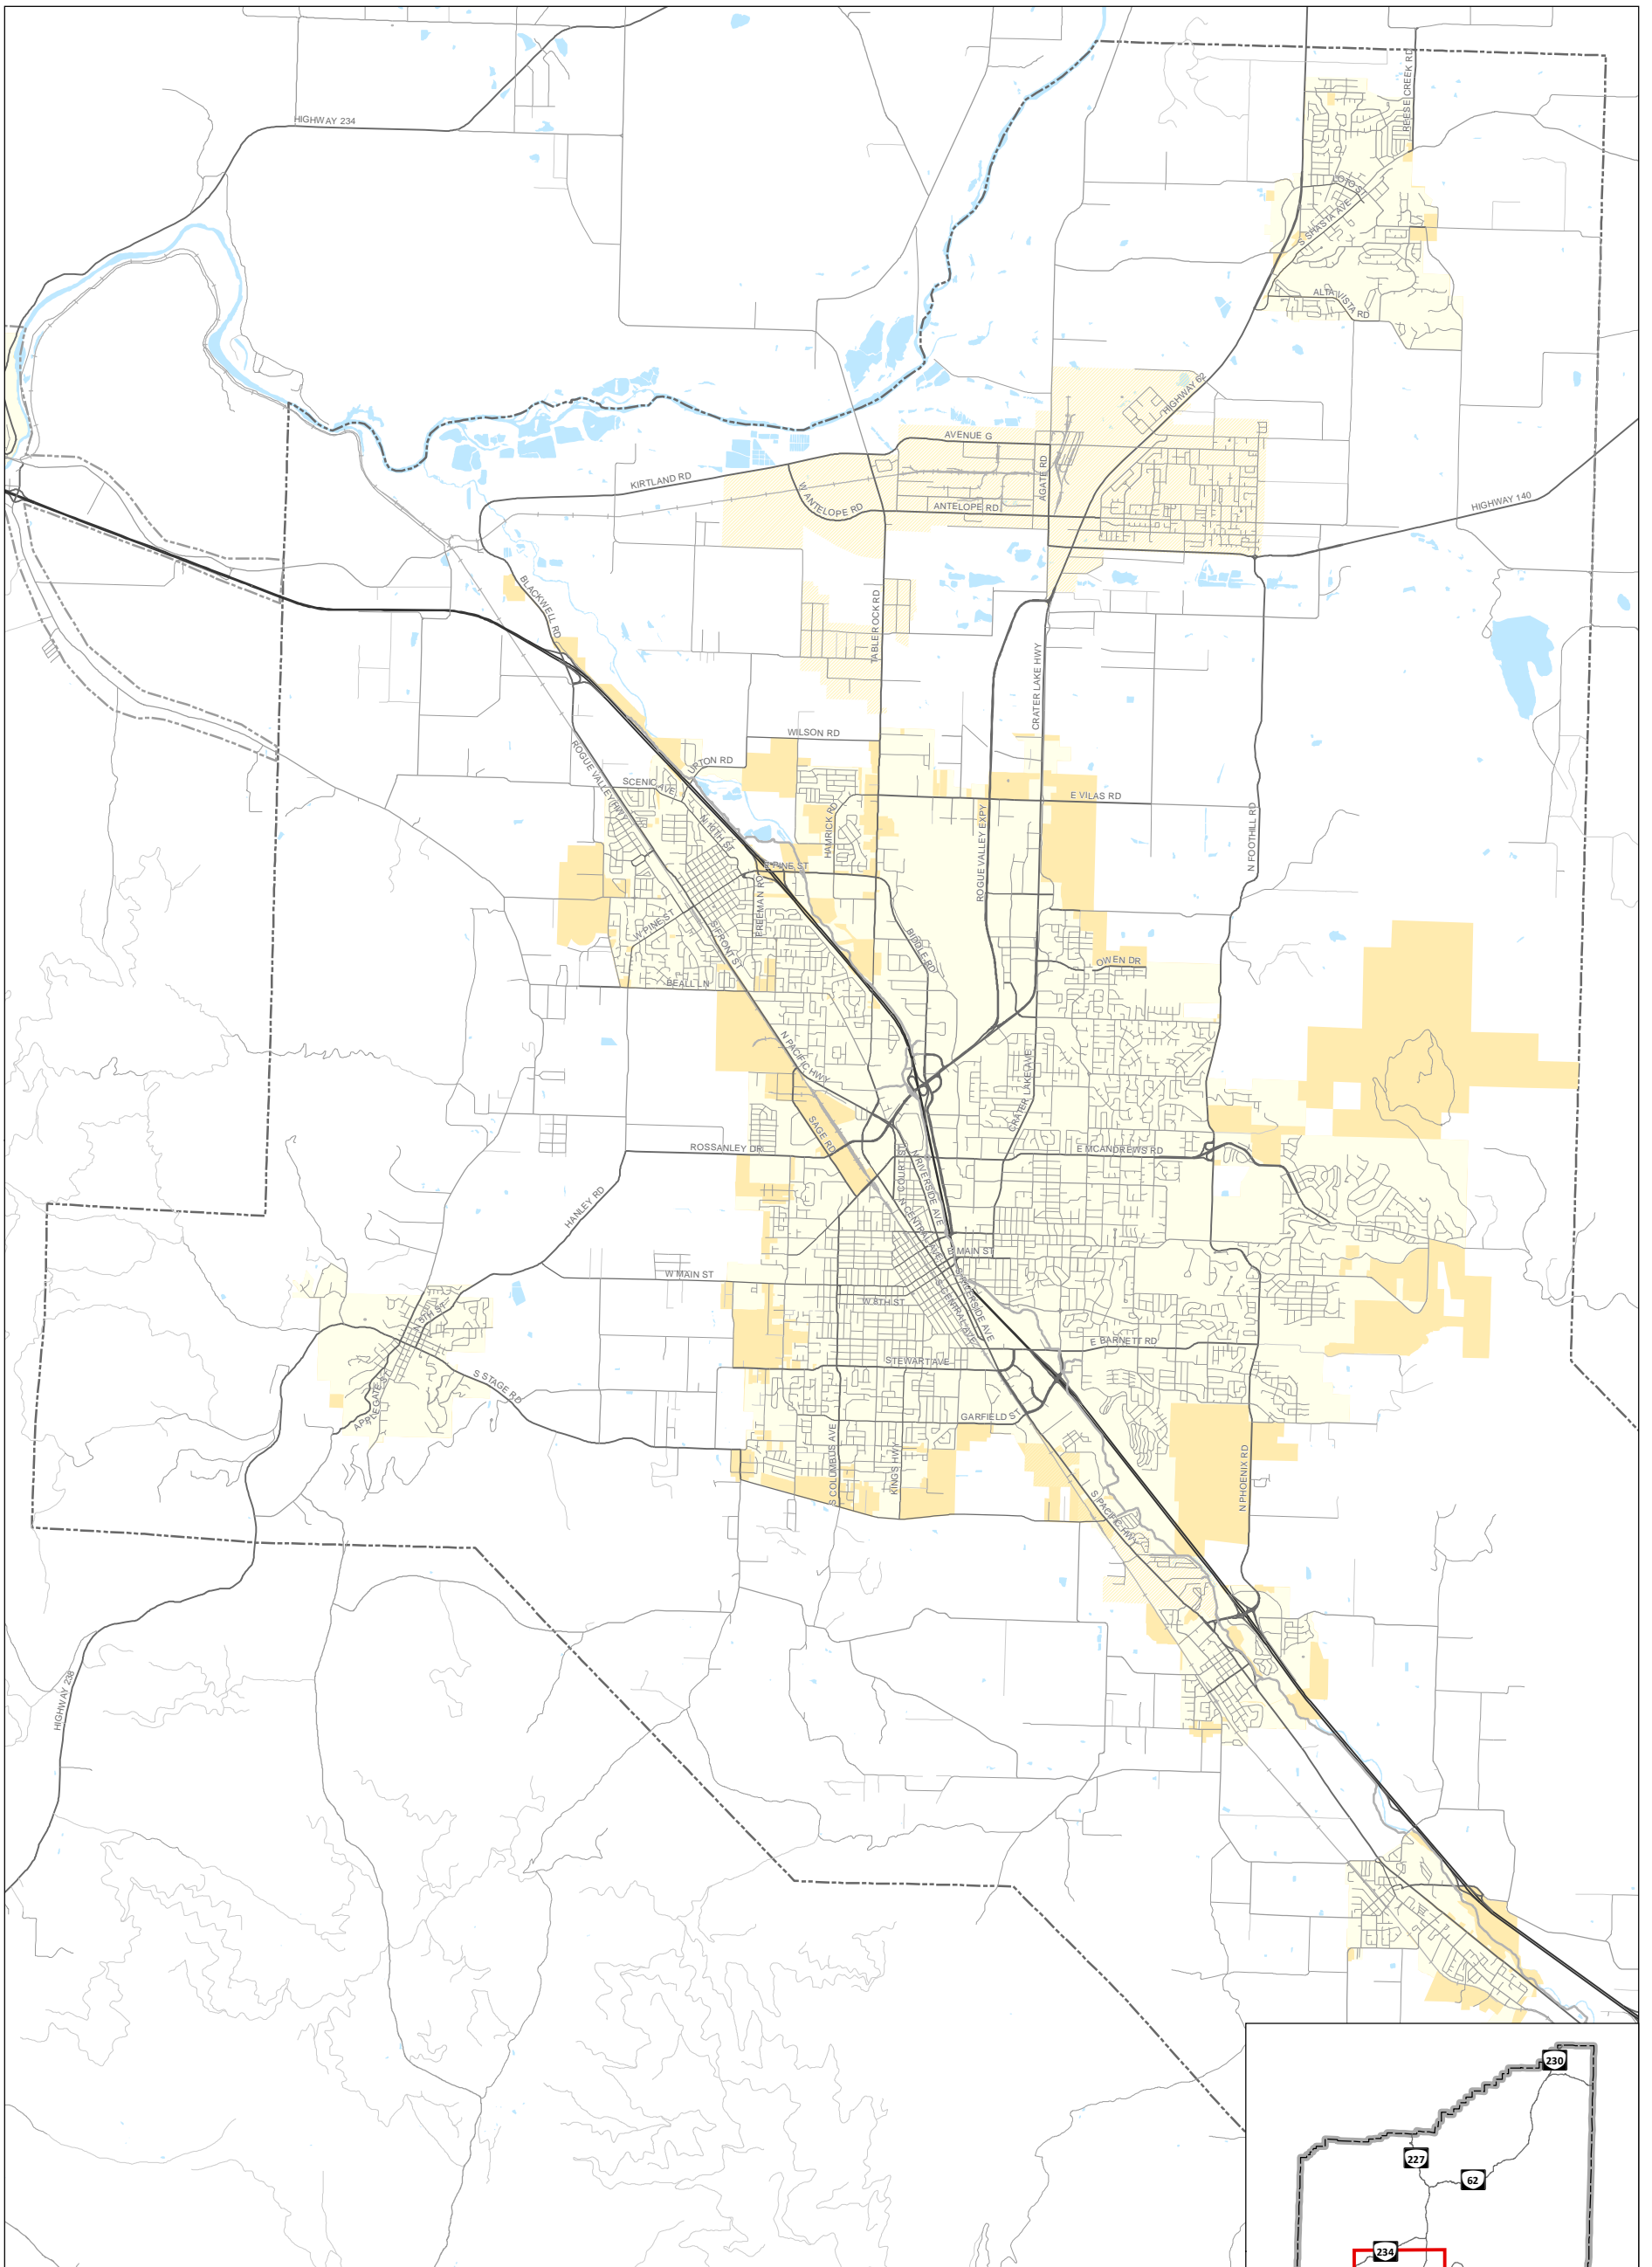 REESE CREEK RD
HIGHWAY 234
LOTO ST
S SHASTA AVE
ALTA VISTA RD
HIGHWAY 62
AVENUE G
KIRTLAND RD
AGATE RD
W ANTELOPE RD
ANTELOPE RD
HIGHWAY 140
BLACKWELL RD
TABLE ROCK RD
CRATER LAKE HWY
WILSON RD
ROGUE VALLEY HWY
UPTON RD
SCENIC AVE
E VILAS RD
HAMRICK RD
ROGUE VALLEY EXPY
N FOOTHILL RD
N 10TH ST
E PINE ST
FREEMAN RD
W PINE ST
S FRONT ST
BIDDLE RD
OWEN DR
BEALL LN
N PACIFIC HWY
CRATER LAKE AVE
SAGE RD
ROSSANLEY DR
E MCANDREWS RD
N COURT ST
N RIVERSIDE AVE
HANLEY RD
N CENTRAL AVE
E MAIN ST
W MAIN ST
S RIVERSIDE AVE
S CENTRAL AVE
W 8TH ST
N 5TH ST
E BARNETT RD
STEWART AVE
S STAGE RD
APPLEGATE ST
GARFIELD ST
S COLUMBUS AVE
KINGS HWY
N PHOENIX RD
S PACIFIC HWY
HIGHWAY 238
230
227
62
234